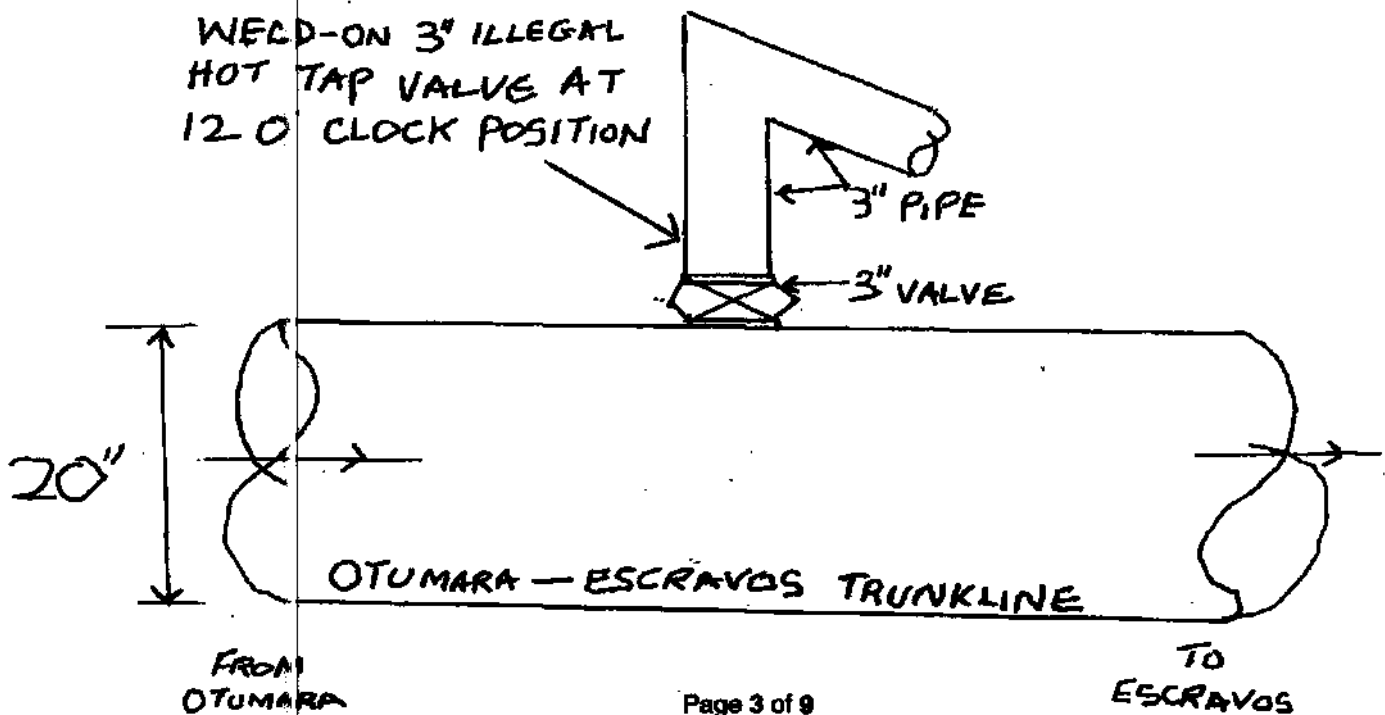 WELD-ON 3" ILLEGAL
HOT TAP VALVE AT
12 O CLOCK POSITION
3" PIPE
3" VALVE
20"
OTUMARA — ESCRAVOS TRUNKLINE
FROM
OTUMARA
TO
ESCRAVOS
Page 3 of 9